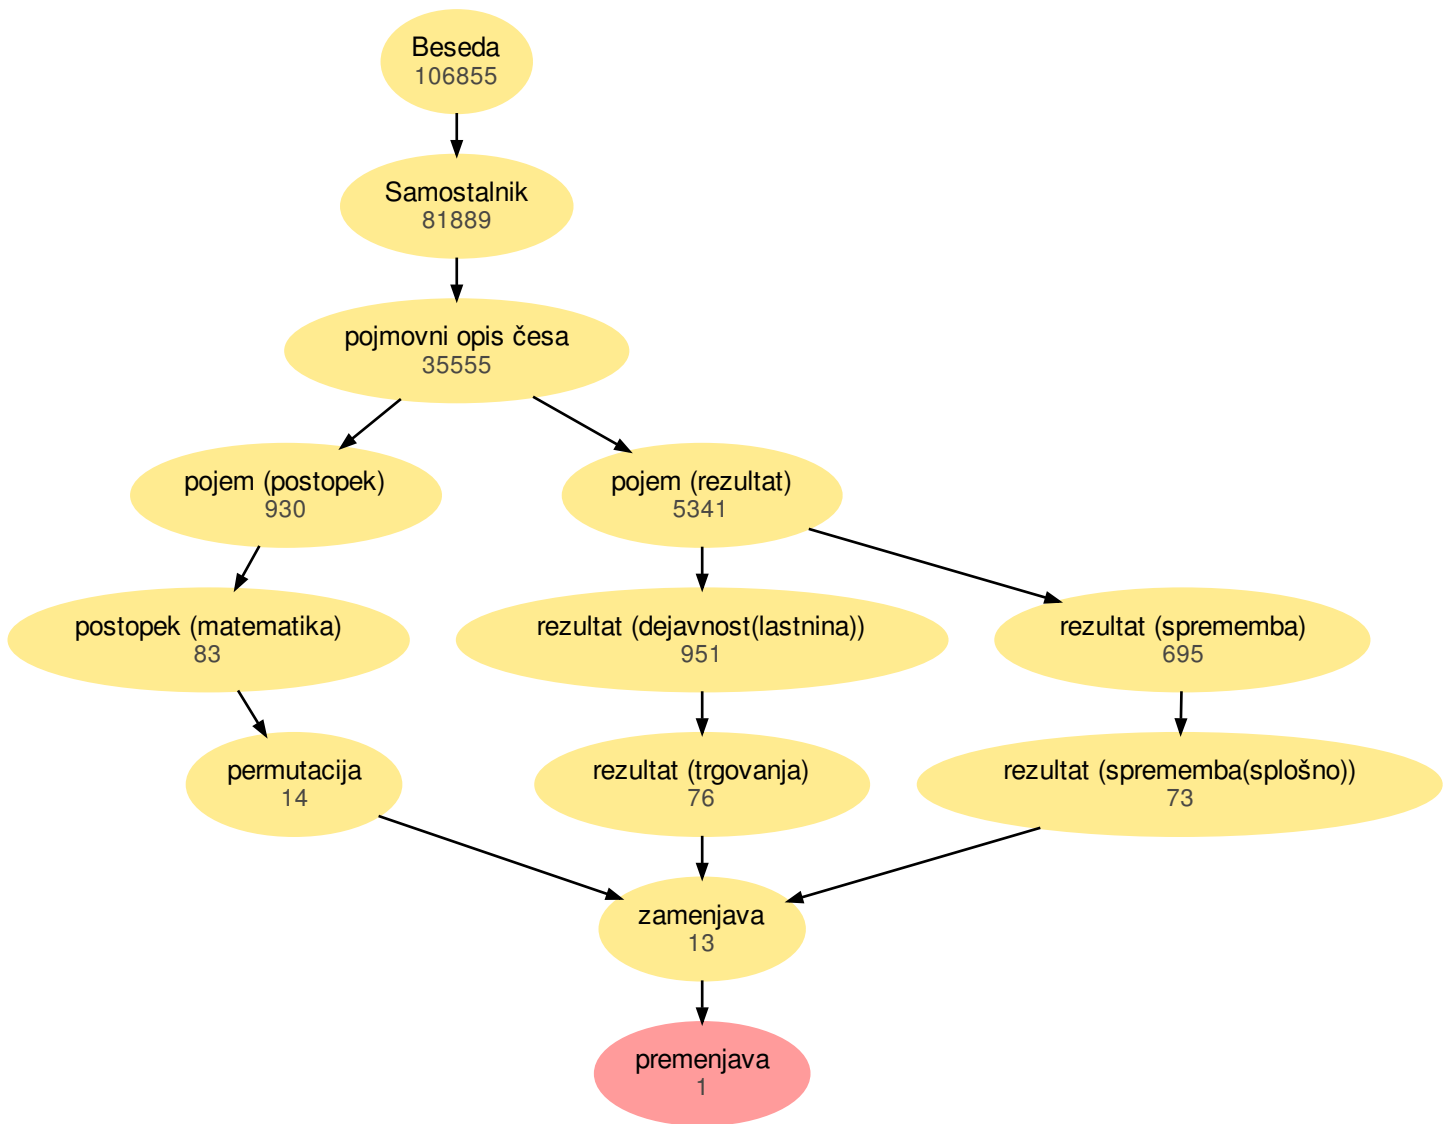 Beseda
106855
Samostalnik
81889
pojmovni opis česa
35555
pojem (postopek)
930
pojem (rezultat)
5341
postopek (matematika)
83
rezultat (dejavnost(lastnina))
951
rezultat (sprememba)
695
permutacija
14
rezultat (trgovanja)
76
rezultat (sprememba(splošno))
73
zamenjava
13
premenjava
1